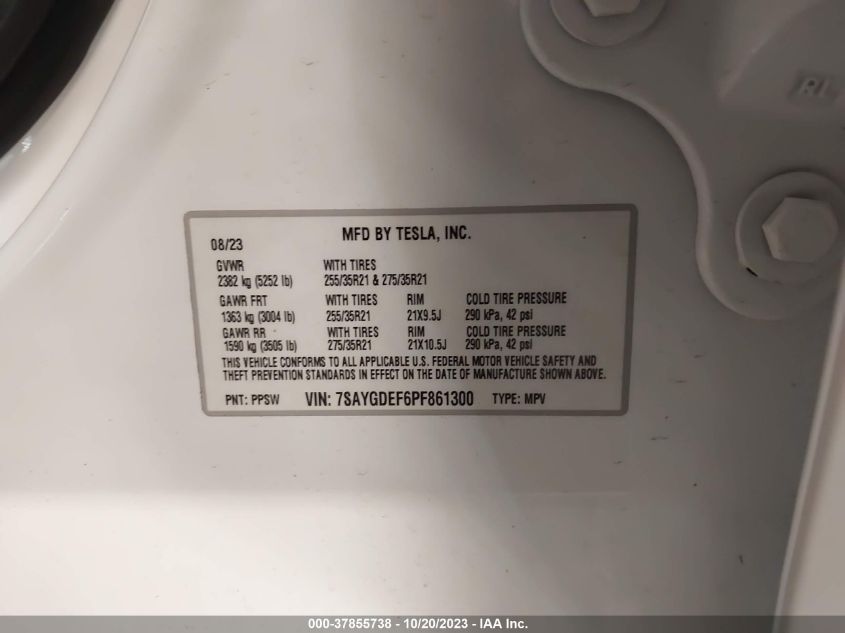 RL
08/23 MFD BY TESLA, INC.
GVWR WITH TIRES
2382 kg (5252 lb) 255/35R21 & 275/35R21
GAWR FRT WITH TIRES RIM COLD TIRE PRESSURE
1363 kg (3004 lb) 255/35R21 21X9.5J 290 kPa, 42 psi
GAWR RR WITH TIRES RIM COLD TIRE PRESSURE
1590 kg (3505 lb) 275/35R21 21X10.5J 290 kPa, 42 psi
THIS VEHICLE CONFORMS TO ALL APPLICABLE U.S. FEDERAL MOTOR VEHICLE SAFETY AND
THEFT PREVENTION STANDARDS IN EFFECT ON THE DATE OF MANUFACTURE SHOWN ABOVE.
PNT: PPSW VIN: 7SAYGDEF6PF861300 TYPE: MPV
000-37855738 - 10/20/2023 - IAA Inc.